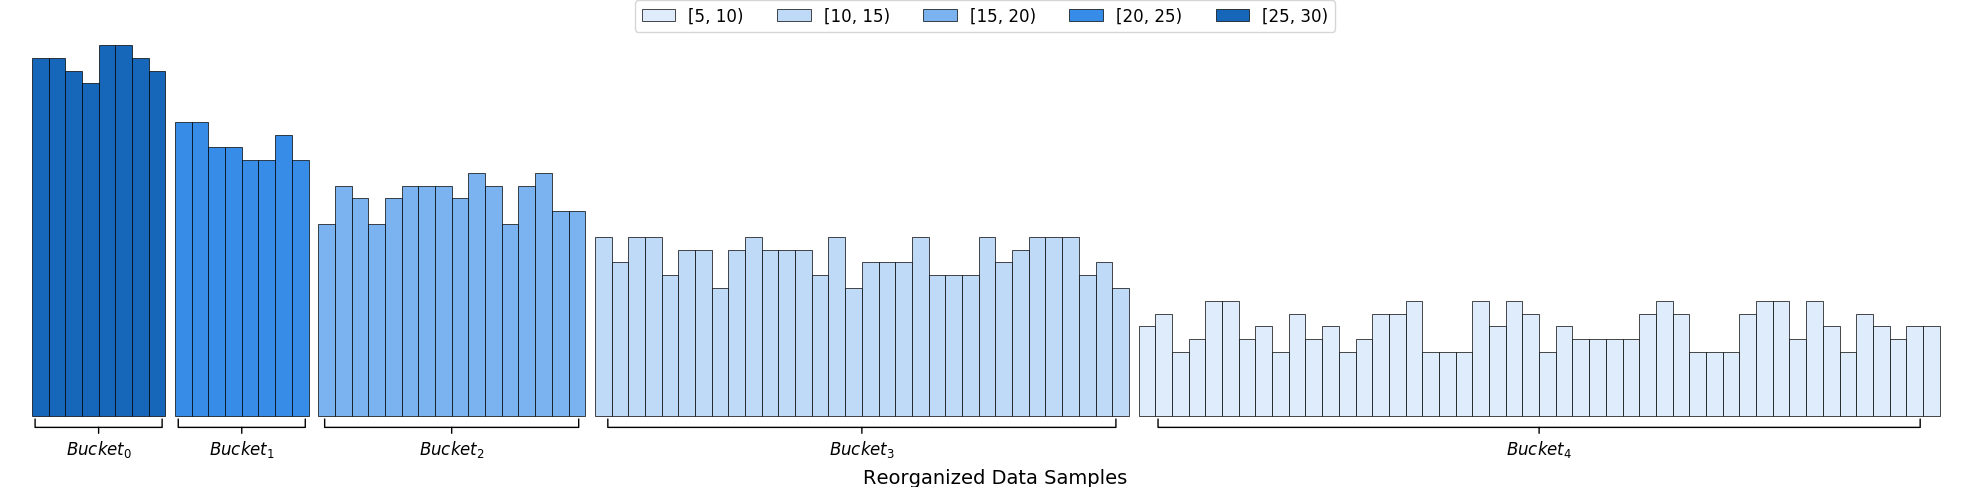 [5, 10) [10, 15) [15, 20) [20, 25) [25, 30)
Bucket₀ Bucket₁ Bucket₂ Bucket₃ Bucket₄
Reorganized Data Samples